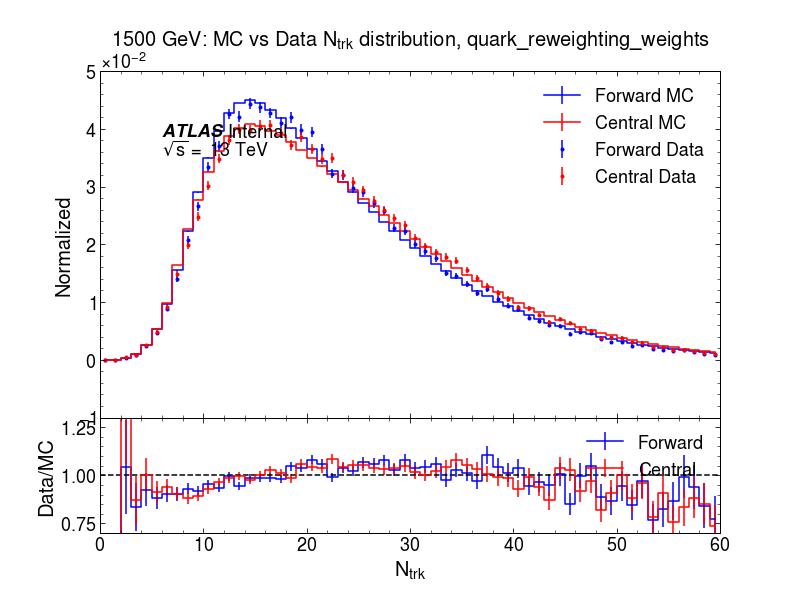 1500 GeV: MC vs Data N_trk distribution, quark_reweighting_weights
×10⁻²
5
4
3
2
1
0
−1
Normalized
ATLAS Internal
√s = 13 TeV
Forward MC
Central MC
Forward Data
Central Data
1.25
1.00
0.75
Data/MC
Forward
Central
0 10 20 30 40 50 60
N_trk